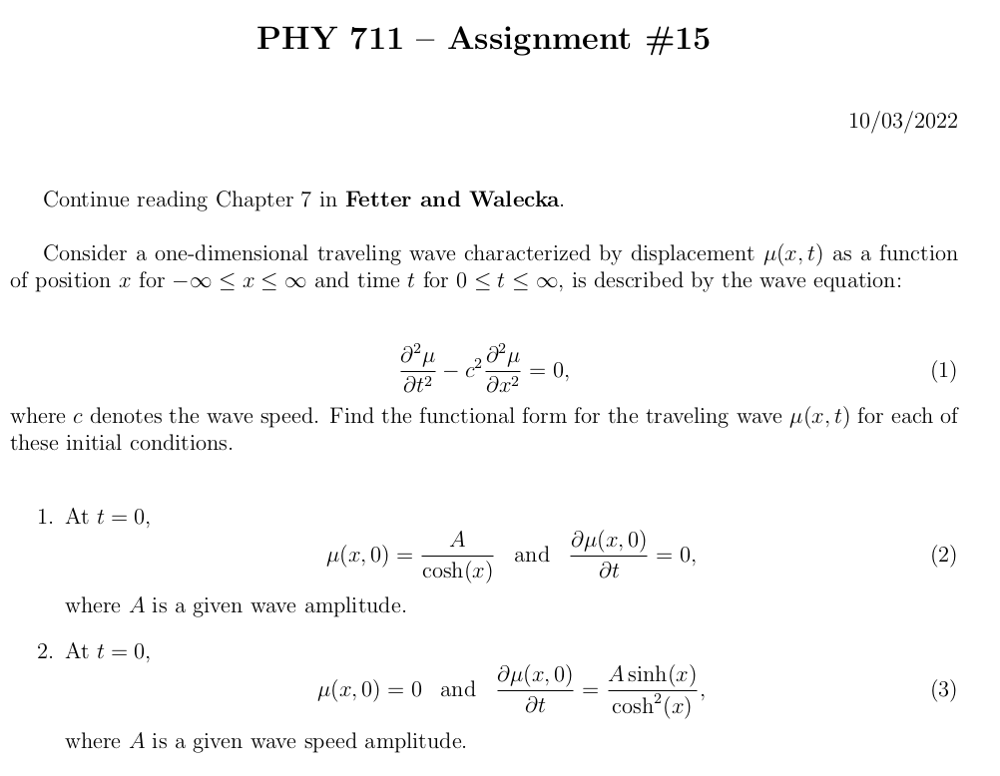 PHY 711 – Assignment #15
10/03/2022
Continue reading Chapter 7 in Fetter and Walecka.
Consider a one-dimensional traveling wave characterized by displacement μ(x, t) as a function
of position x for −∞ ≤ x ≤ ∞ and time t for 0 ≤ t ≤ ∞, is described by the wave equation:
∂²μ/∂t² − c² ∂²μ/∂x² = 0, (1)
where c denotes the wave speed. Find the functional form for the traveling wave μ(x, t) for each of
these initial conditions.
1. At t = 0,
μ(x, 0) = A/cosh(x) and ∂μ(x, 0)/∂t = 0, (2)
where A is a given wave amplitude.
2. At t = 0,
μ(x, 0) = 0 and ∂μ(x, 0)/∂t = A sinh(x)/cosh²(x), (3)
where A is a given wave speed amplitude.